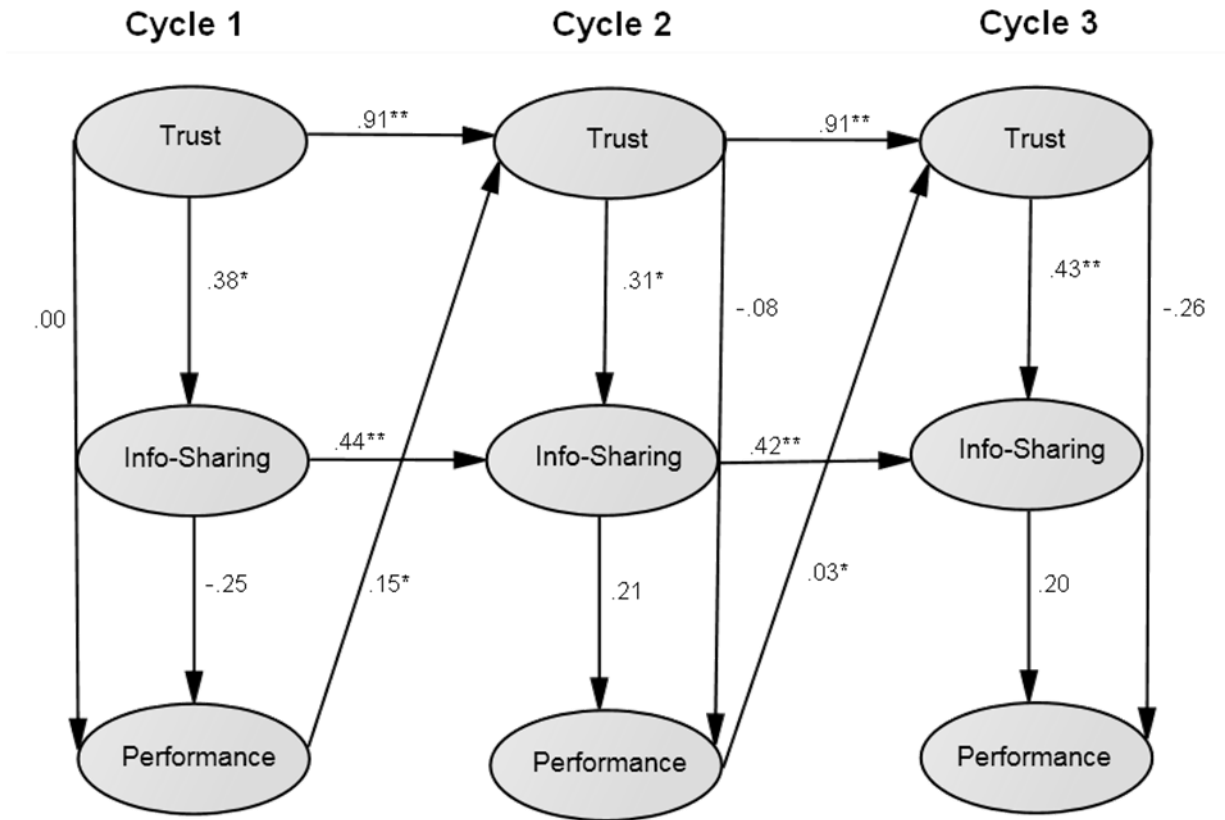 Cycle 1 Cycle 2 Cycle 3
Trust .91** Trust .91** Trust
.38* .31* .43**
.00 -.08 -.26
Info-Sharing .44** Info-Sharing .42** Info-Sharing
-.25 .15* .21 .03* .20
Performance Performance Performance